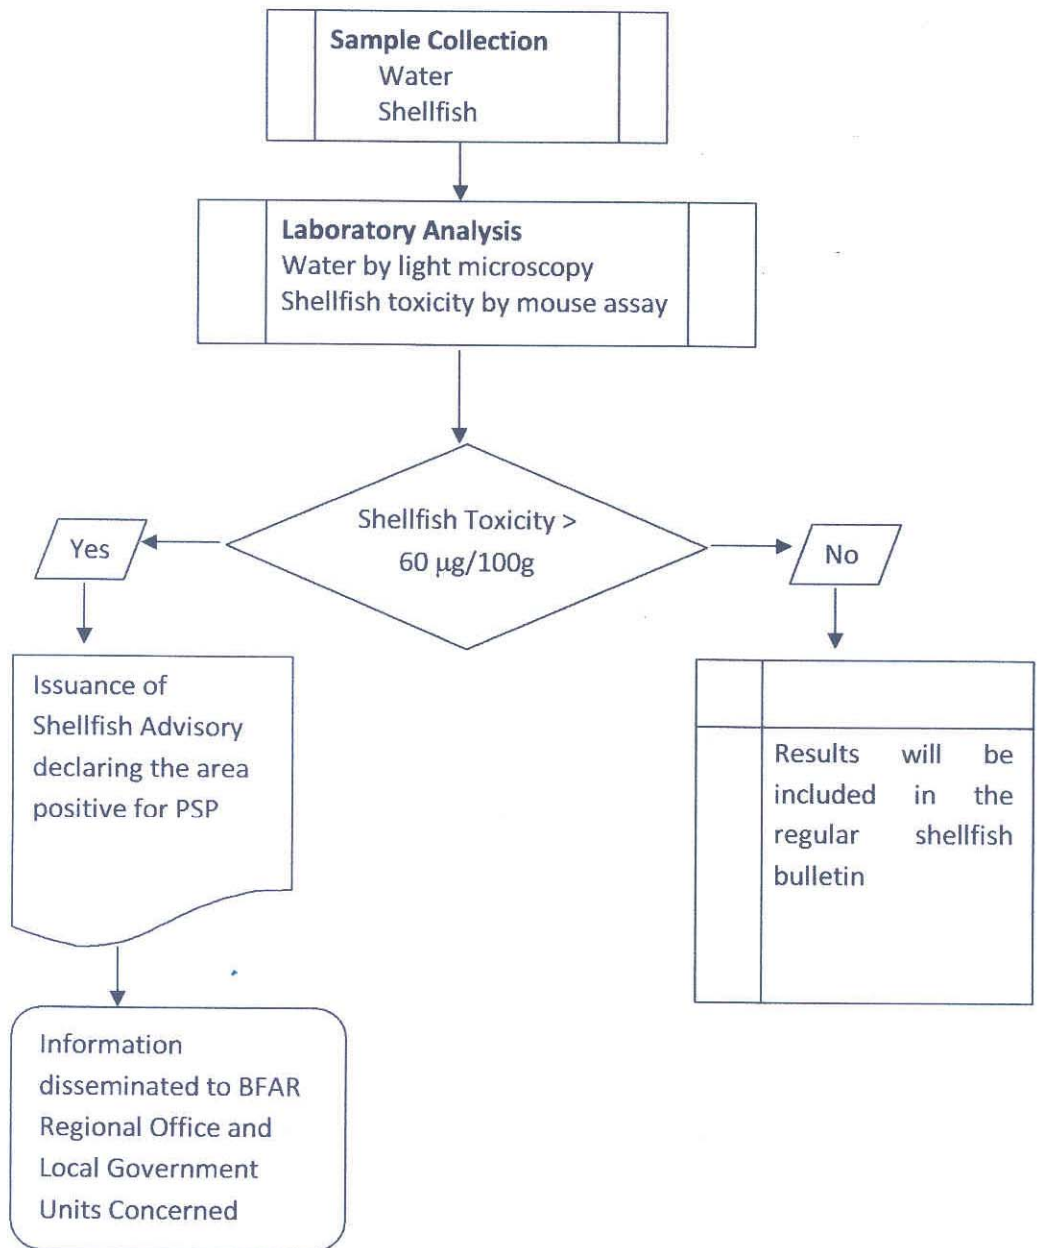 Sample Collection
Water
Shellfish
Laboratory Analysis
Water by light microscopy
Shellfish toxicity by mouse assay
Shellfish Toxicity >
60 µg/100g
Yes
No
Issuance of
Shellfish Advisory
declaring the area
positive for PSP
Results will be
included in the
regular shellfish
bulletin
Information
disseminated to BFAR
Regional Office and
Local Government
Units Concerned